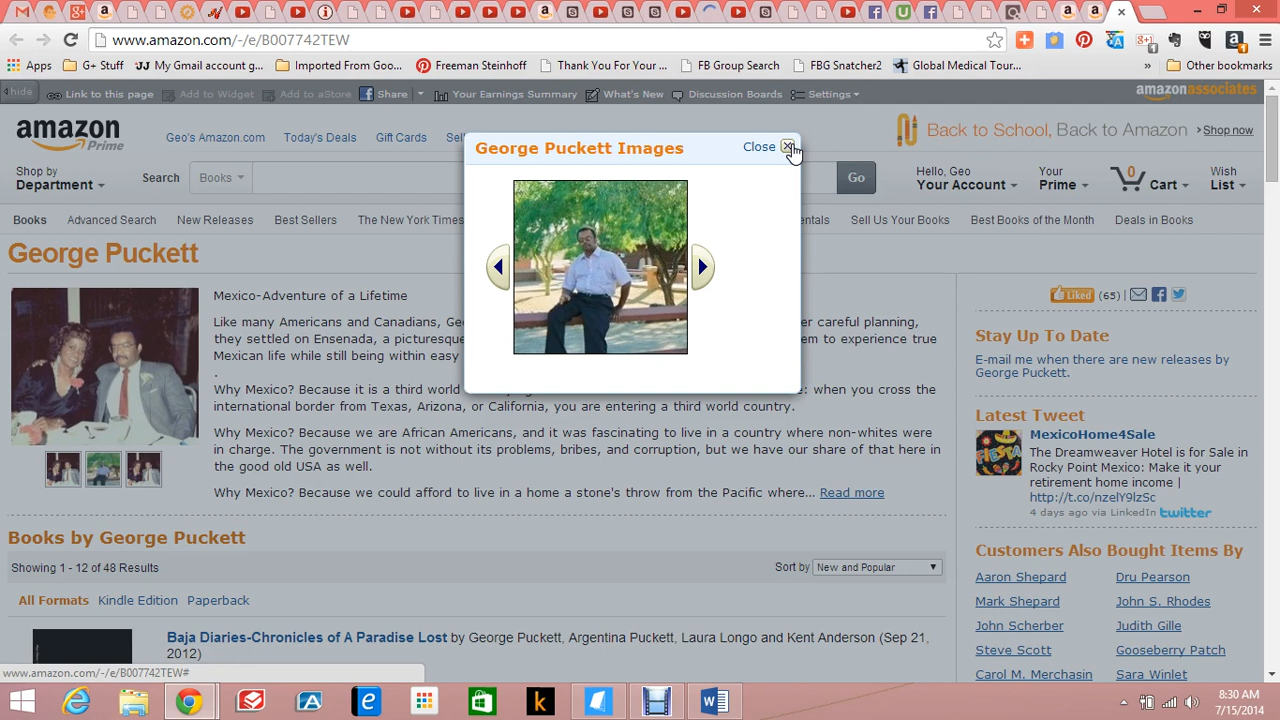 www.amazon.com/-/e/B007742TEW
Apps G+ Stuff My Gmail account g... Imported From Goo... Freeman Steinhoff Thank You For Your ... FB Group Search FBG Snatcher2 Global Medical Tour... » Other bookmarks
hide Link to this page Add to Widget Add to aStore Share Your Earnings Summary What's New Discussion Boards Settings amazonassociates
amazon Prime
Geo's Amazon.com Today's Deals Gift Cards Sel
Back to School, Back to Amazon Shop now
Shop by Department
Search Books Go
Hello, Geo Your Account
Your Prime
0 Cart
Wish List
Books Advanced Search New Releases Best Sellers The New York Times entals Sell Us Your Books Best Books of the Month Deals in Books
George Puckett Images Close
George Puckett
Mexico-Adventure of a Lifetime
Like many Americans and Canadians, Ge er careful planning,
they settled on Ensenada, a picturesqu em to experience true
Mexican life while still being within easy
.
Why Mexico? Because it is a third world : when you cross the
international border from Texas, Arizona, or California, you are entering a third world country.
Why Mexico? Because we are African Americans, and it was fascinating to live in a country where non-whites were
in charge. The government is not without its problems, bribes, and corruption, but we have our share of that here in
the good old USA as well.
Why Mexico? Because we could afford to live in a home a stone's throw from the Pacific where... Read more
Liked (65)
Stay Up To Date
E-mail me when there are new releases by
George Puckett.
Latest Tweet
MexicoHome4Sale
The Dreamweaver Hotel is for Sale in
Rocky Point Mexico: Make it your
retirement home income |
http://t.co/nzelY9lzSc
4 days ago via LinkedIn twitter
Books by George Puckett
Showing 1 - 12 of 48 Results
Sort by New and Popular
All Formats Kindle Edition Paperback
Baja Diaries-Chronicles of A Paradise Lost by George Puckett, Argentina Puckett, Laura Longo and Kent Anderson (Sep 21,
2012)
Customers Also Bought Items By
Aaron Shepard Dru Pearson
Mark Shepard John S. Rhodes
John Scherber Judith Gille
Steve Scott Gooseberry Patch
Carol M. Merchasin Sara Winlet
www.amazon.com/-/e/B007742TEW#
8:30 AM
7/15/2014